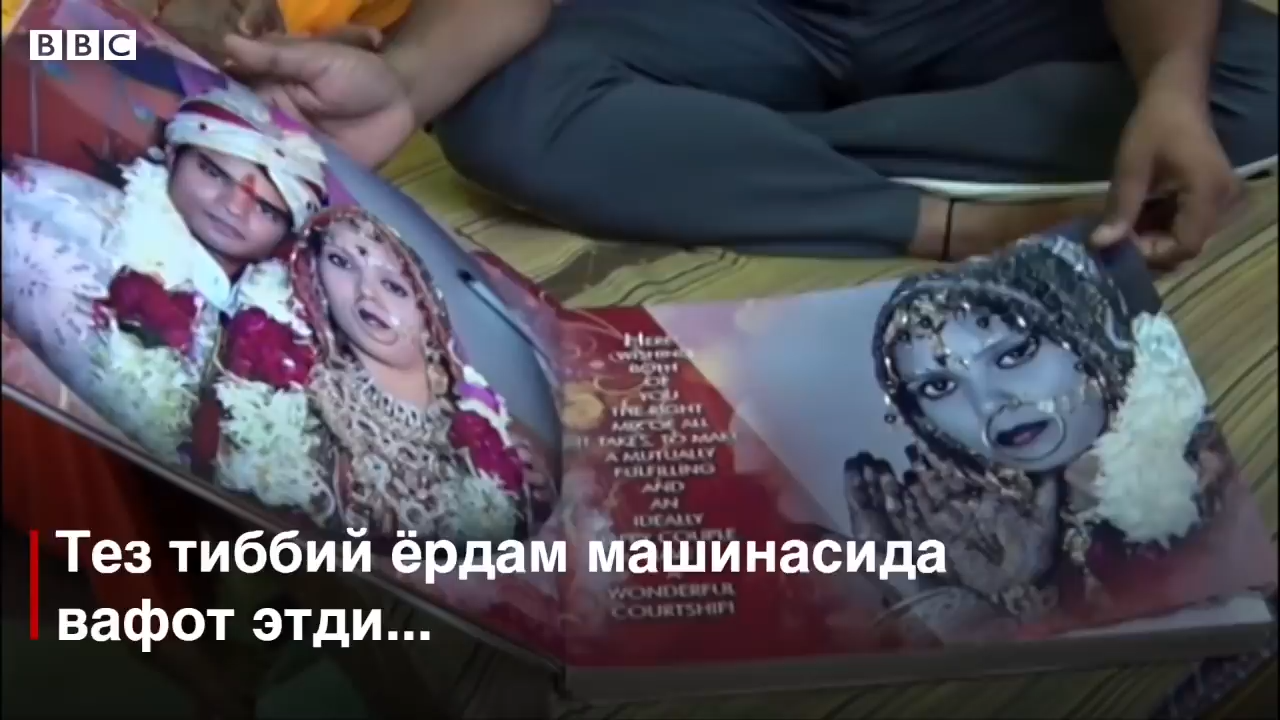 BBC
HERE
WISHING
BOTH
OF
YOU
THE RIGHT
MIX OF ALL
IT TAKES, TO MAKE
A MUTUALLY
FULFILLING
AND
AN
IDEALLY
COUPLE
A
WONDERFUL
COURTSHIP!
Тез тиббий ёрдам машинасида
вафот этди...